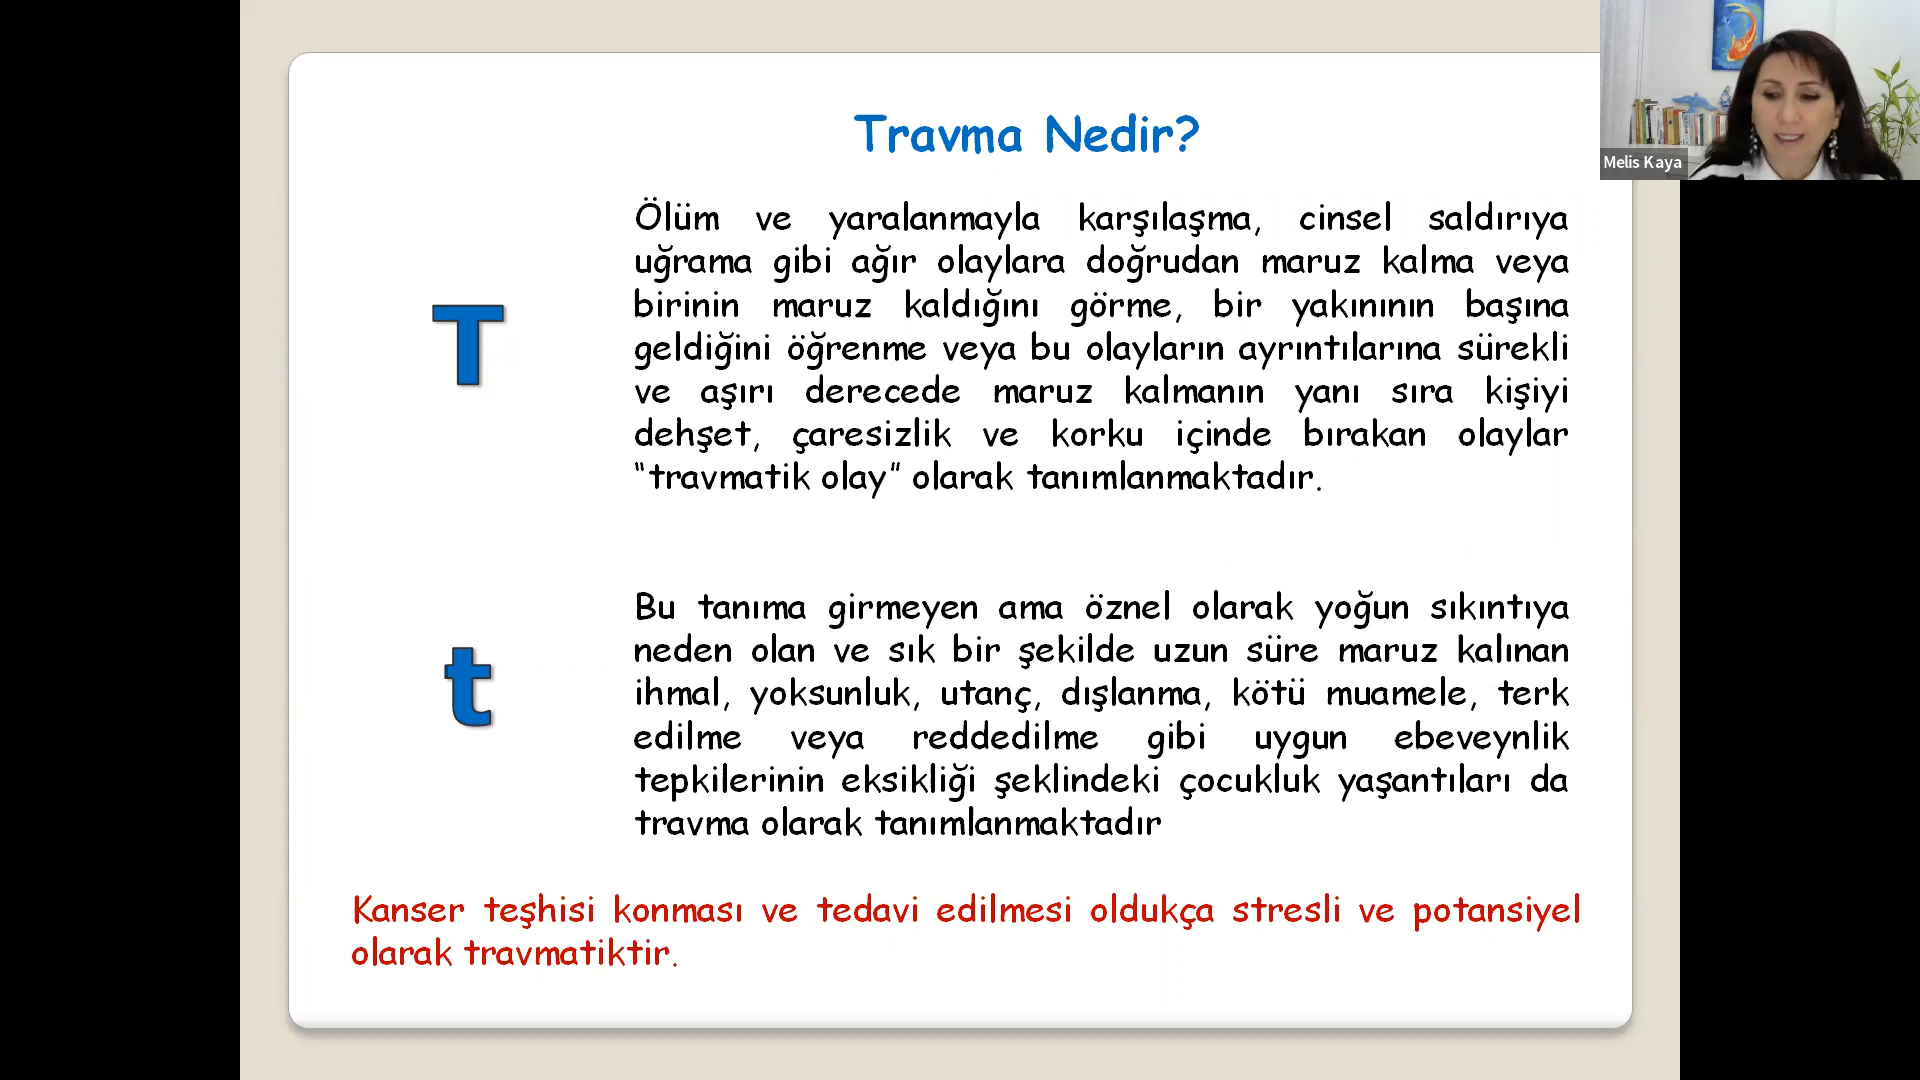 Travma Nedir?
T
Ölüm ve yaralanmayla karşılaşma, cinsel saldırıya
uğrama gibi ağır olaylara doğrudan maruz kalma veya
birinin maruz kaldığını görme, bir yakınının başına
geldiğini öğrenme veya bu olayların ayrıntılarına sürekli
ve aşırı derecede maruz kalmanın yanı sıra kişiyi
dehşet, çaresizlik ve korku içinde bırakan olaylar
“travmatik olay” olarak tanımlanmaktadır.
t
Bu tanıma girmeyen ama öznel olarak yoğun sıkıntıya
neden olan ve sık bir şekilde uzun süre maruz kalınan
ihmal, yoksunluk, utanç, dışlanma, kötü muamele, terk
edilme veya reddedilme gibi uygun ebeveynlik
tepkilerinin eksikliği şeklindeki çocukluk yaşantıları da
travma olarak tanımlanmaktadır
Kanser teşhisi konması ve tedavi edilmesi oldukça stresli ve potansiyel
olarak travmatiktir.
Melis Kaya